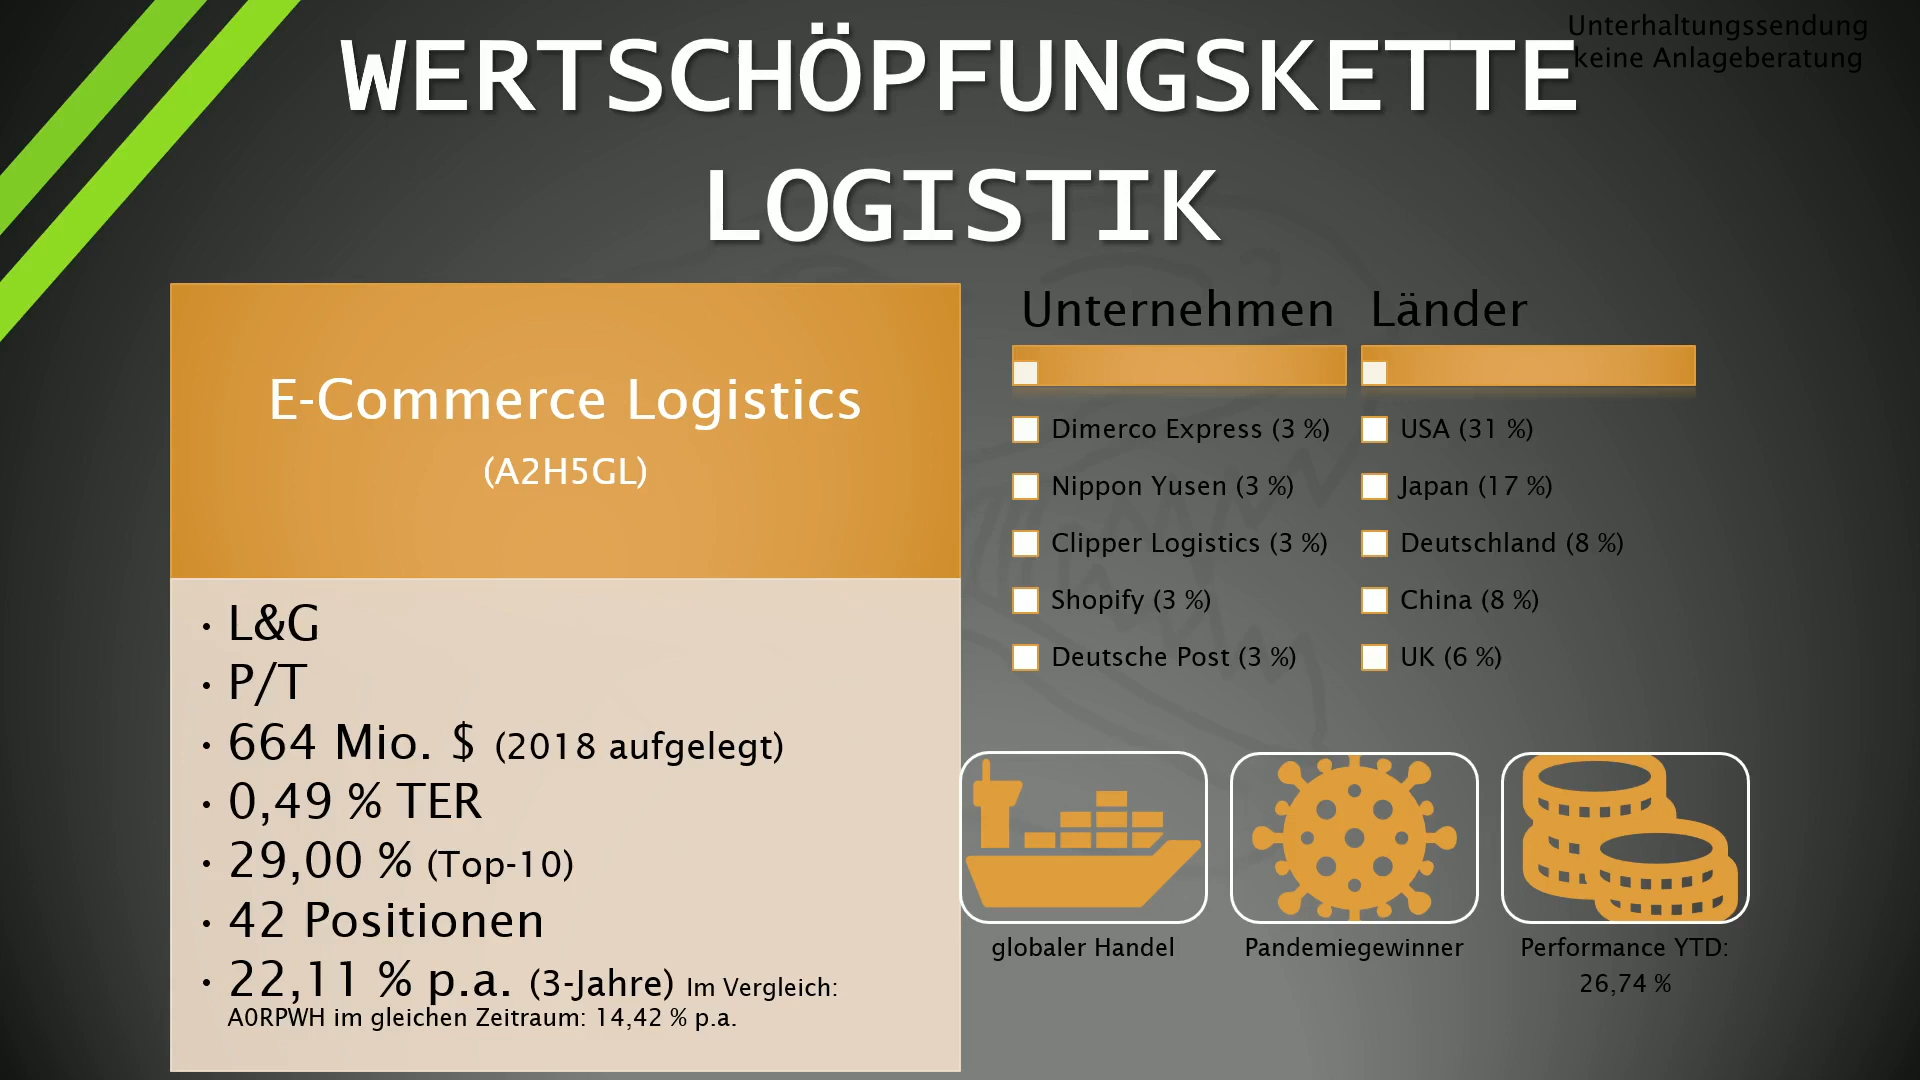 Unterhaltungssendung
keine Anlageberatung
WERTSCHÖPFUNGSKETTE
LOGISTIK
E-Commerce Logistics
(A2H5GL)
• L&G
• P/T
• 664 Mio. $ (2018 aufgelegt)
• 0,49 % TER
• 29,00 % (Top-10)
• 42 Positionen
• 22,11 % p.a. (3-Jahre) Im Vergleich:
A0RPWH im gleichen Zeitraum: 14,42 % p.a.
Unternehmen
Dimerco Express (3 %)
Nippon Yusen (3 %)
Clipper Logistics (3 %)
Shopify (3 %)
Deutsche Post (3 %)
Länder
USA (31 %)
Japan (17 %)
Deutschland (8 %)
China (8 %)
UK (6 %)
globaler Handel
Pandemiegewinner
Performance YTD:
26,74 %